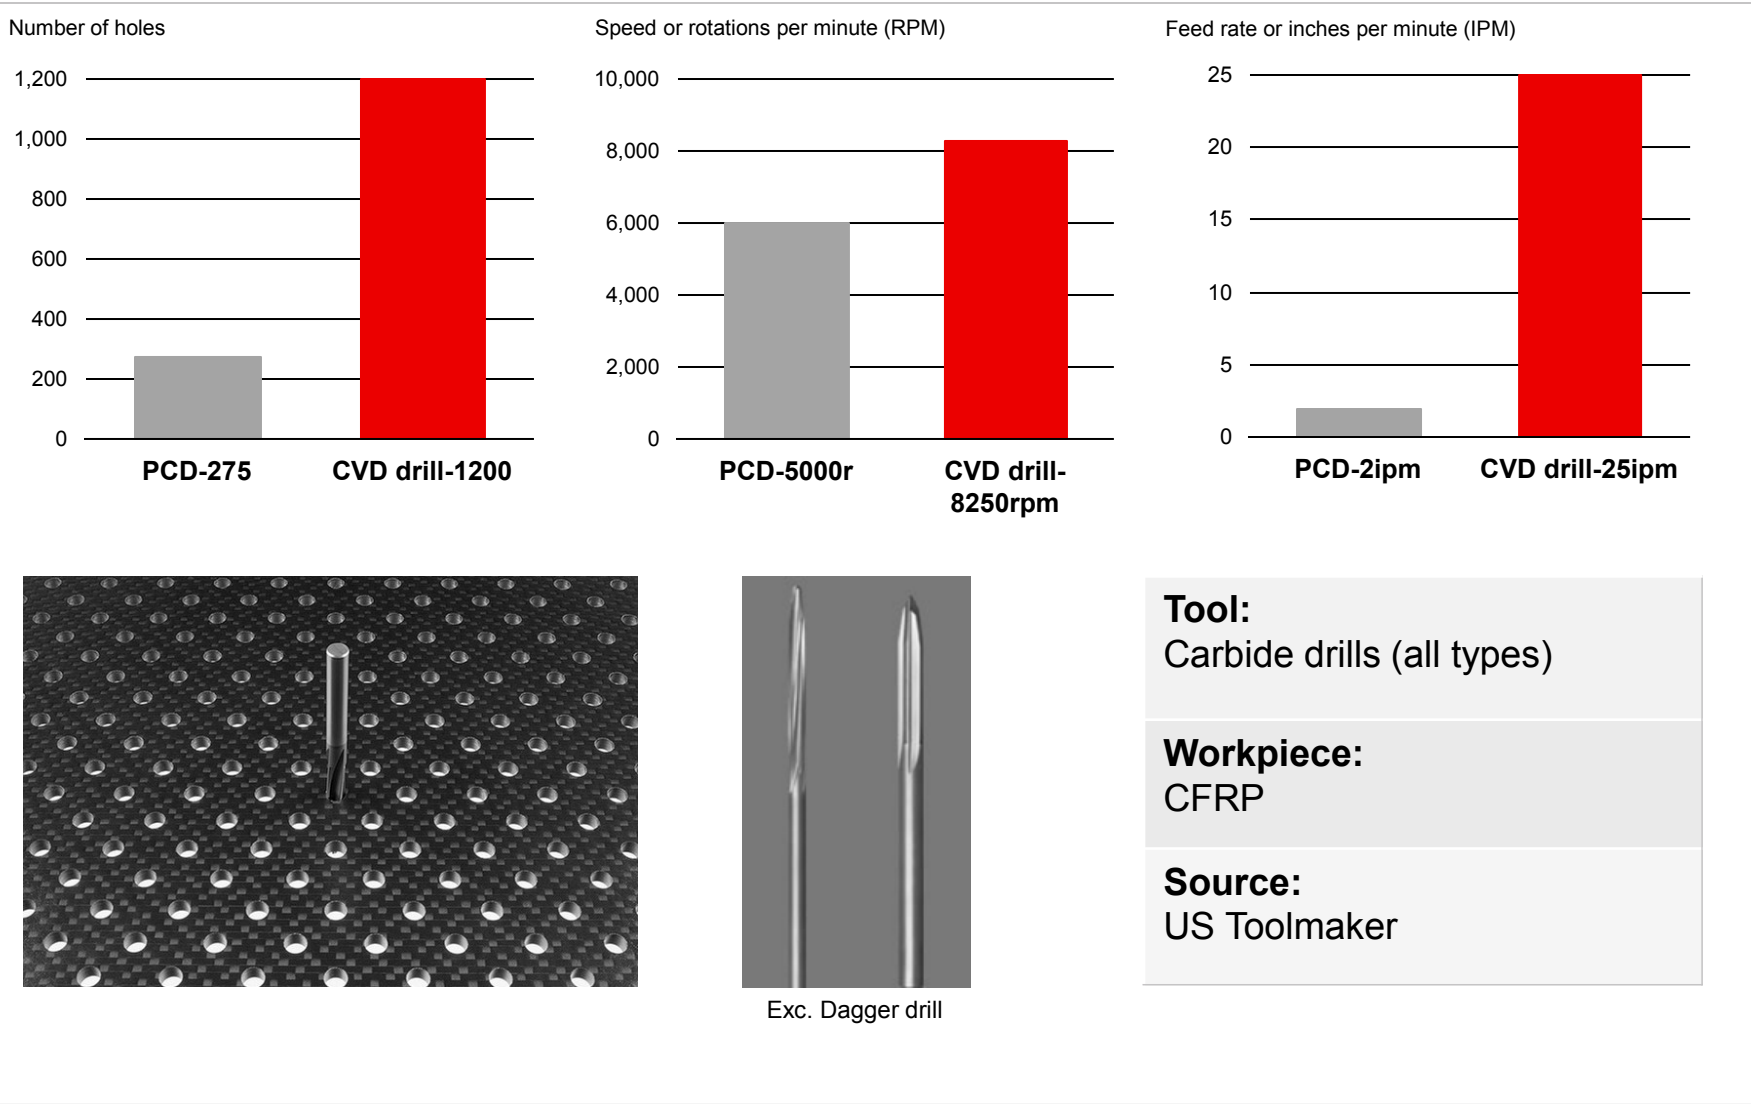 Number of holes
1,200
1,000
800
600
400
200
0
PCD-275
CVD drill-1200
Speed or rotations per minute (RPM)
10,000
8,000
6,000
4,000
2,000
0
PCD-5000r
CVD drill-
8250rpm
Feed rate or inches per minute (IPM)
25
20
15
10
5
0
PCD-2ipm
CVD drill-25ipm
Exc. Dagger drill
Tool:
Carbide drills (all types)
Workpiece:
CFRP
Source:
US Toolmaker